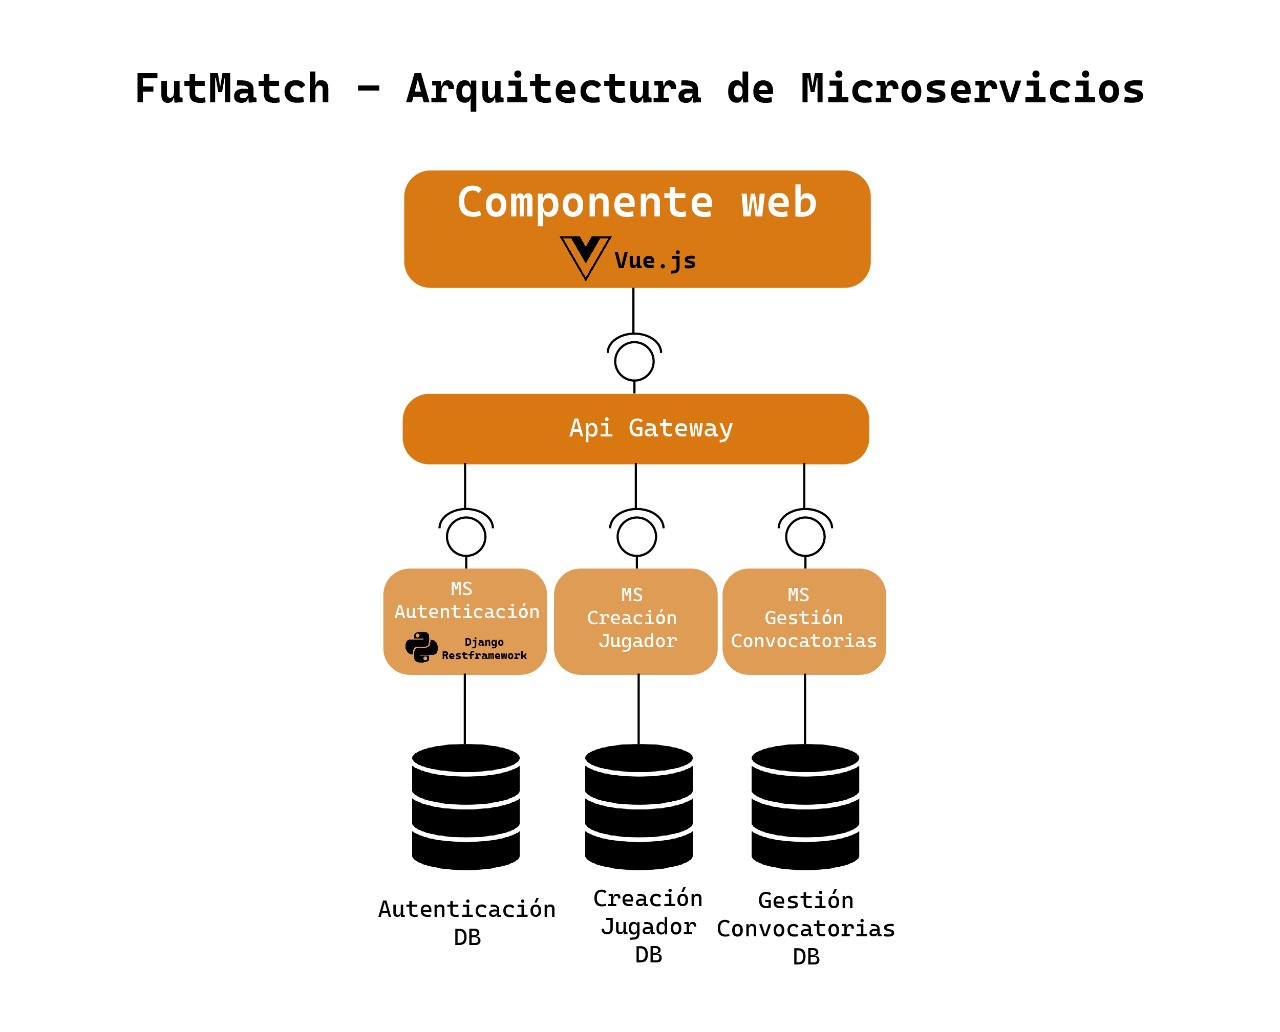 FutMatch - Arquitectura de Microservicios
Componente web
Vue.js
Api Gateway
MS
Autenticación
Django
Restframework
MS
Creación
Jugador
MS
Gestión
Convocatorias
Autenticación
DB
Creación
Jugador
DB
Gestión
Convocatorias
DB